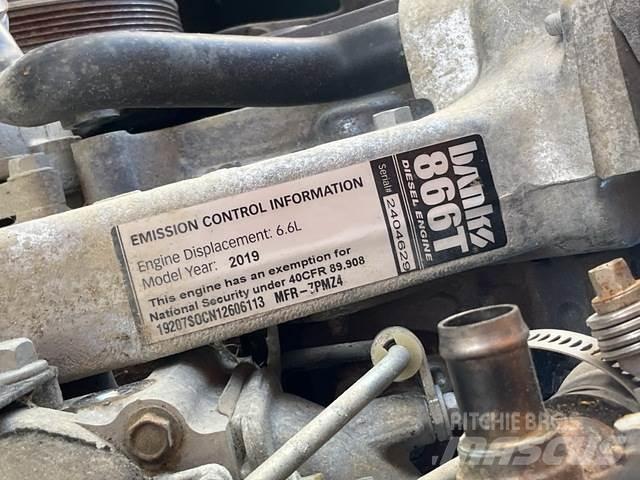 EMISSION CONTROL INFORMATION
Engine Displacement: 6.6L
Model Year: 2019
This engine has an exemption for
National Security under 40CFR 89.908
19207SOCN12606113 MFR-7PMZ4
Serial# 2404629
banks
866T
DIESEL ENGINE
RITCHIE BROS
MASCUS